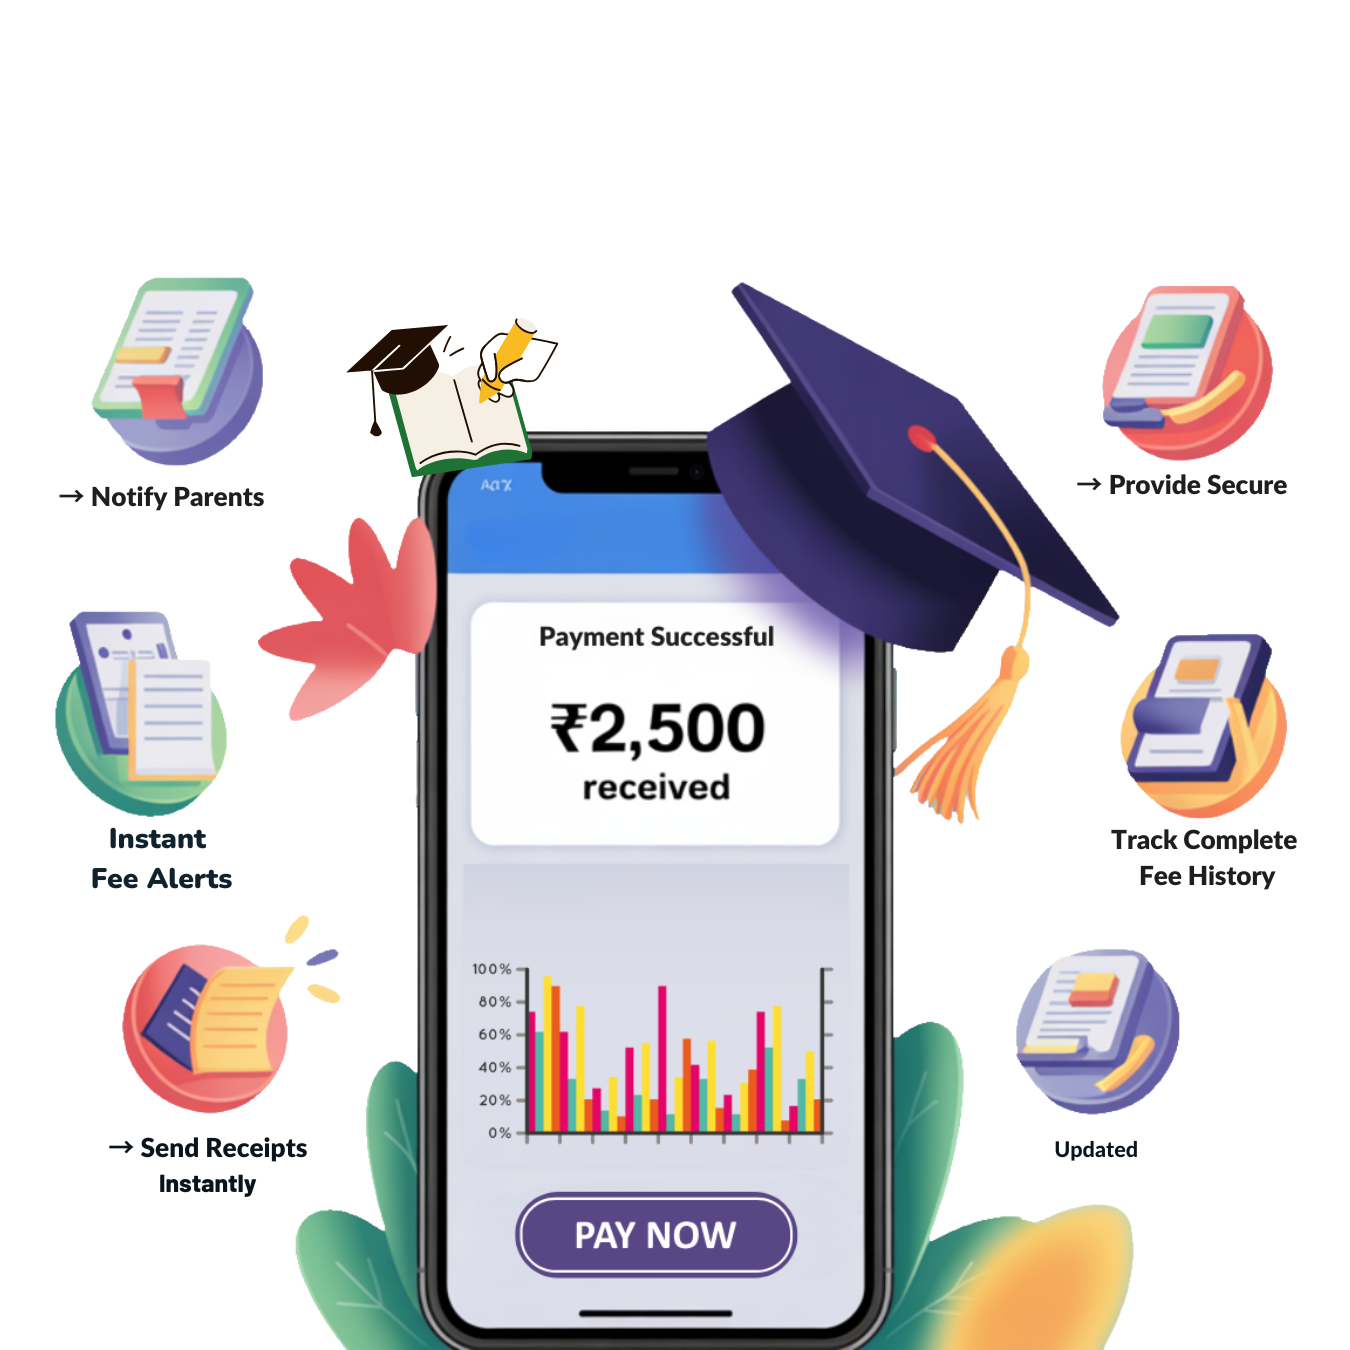 → Notify Parents
→ Provide Secure
Payment Successful
₹2,500
received
Instant
Fee Alerts
Track Complete
Fee History
100%
80%
60%
40%
20%
0%
→ Send Receipts
Instantly
Updated
PAY NOW